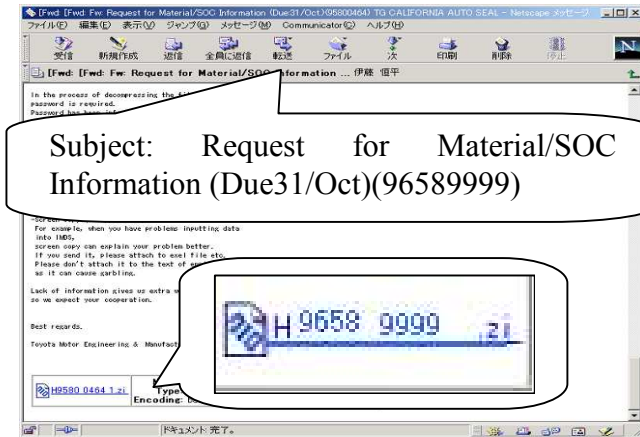 [Fwd: [Fwd: Fw: Request for Material/SOC Information (Due31/Oct)(95800464) TG CALIFORNIA AUTO SEAL - Netscape メッセージ
ファイル(F) 編集(E) 表示(V) ジャンプ(G) メッセージ(M) Communicator(C) ヘルプ(H)
受信 新規作成 返信 全員に返信 転送 ファイル 次 印刷 削除 停止
[Fwd: [Fwd: Fw: Request for Material/SOC Information ... 伊藤 恒平
In the process of decompressing the
password is required.
Password has been
Subject: Request for Material/SOC
Information (Due31/Oct)(96589999)
For example, when you have problems inputting data
into IMDS,
screen copy can explain your problem better.
If you send it, please attach to exel file etc.
Please don't attach it to the text of
as it can cause garbling.
Lack of information gives us extra
so we expect your cooperation.
Best regards.
Toyota Motor Engineering &
H 9658 9999 .zi
H9580 0464 1.zi
Type
Encoding:
ドキュメント 完了。